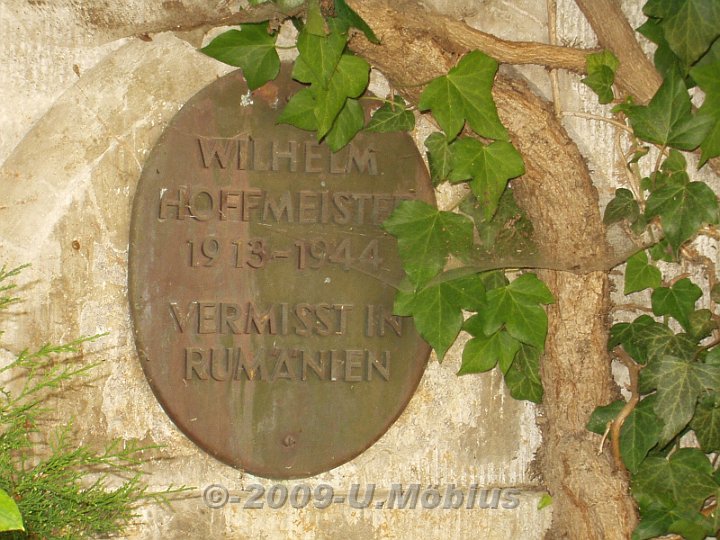 WILHELM
HOFFMEISTER
1913-1944
VERMISST IN
RUMÄNIEN
©-2009-U.Möbius